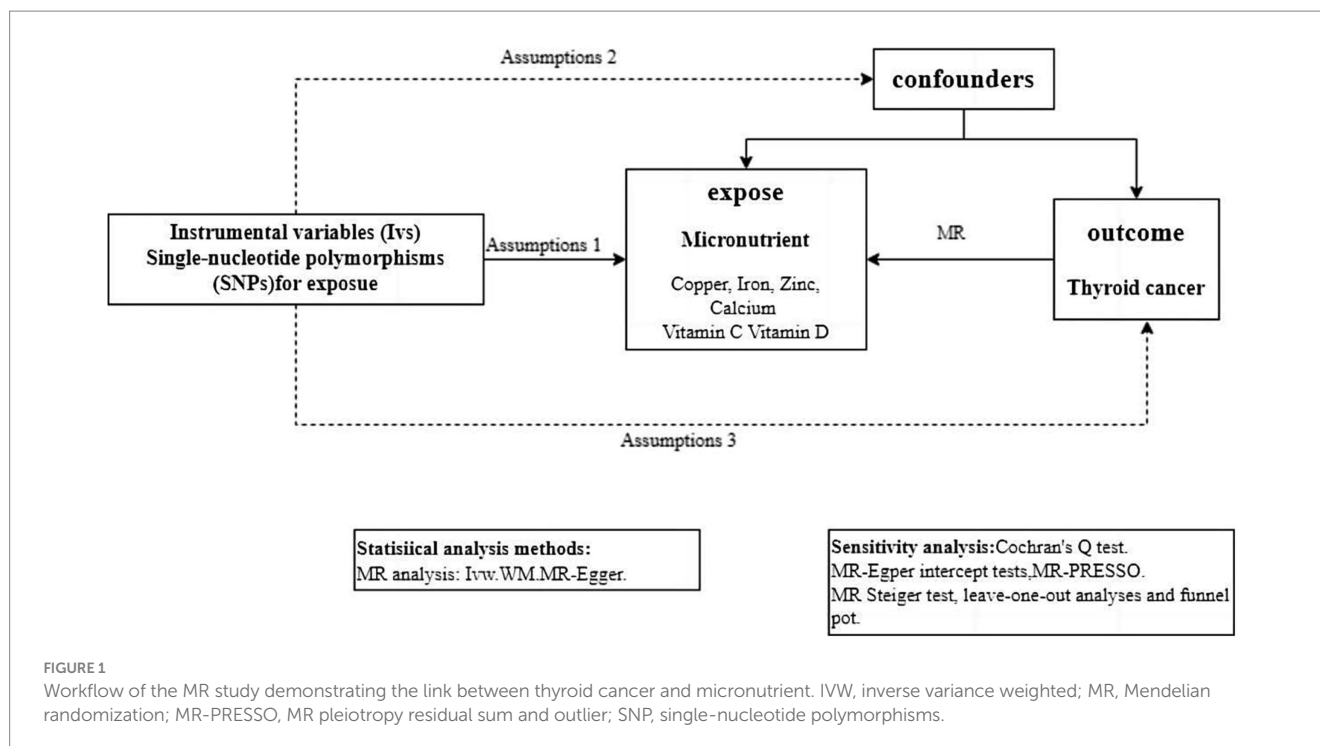 Assumptions 2
confounders
expose
Micronutrient
Copper, Iron, Zinc,
Calcium
Vitamin C Vitamin D
Instrumental variables (Ivs)
Single-nucleotide polymorphisms
(SNPs)for exposue
Assumptions 1
MR
outcome
Thyroid cancer
Assumptions 3
Statisiical analysis methods:
MR analysis: Ivw.WM.MR-Egger.
Sensitivity analysis:Cochran's Q test.
MR-Egper intercept tests,MR-PRESSO.
MR Steiger test, leave-one-out analyses and funnel
pot.
FIGURE 1
Workflow of the MR study demonstrating the link between thyroid cancer and micronutrient. IVW, inverse variance weighted; MR, Mendelian
randomization; MR-PRESSO, MR pleiotropy residual sum and outlier; SNP, single-nucleotide polymorphisms.